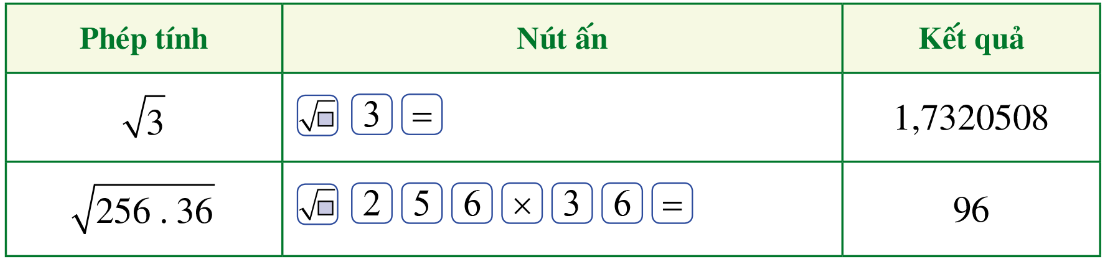 Phép tính Nút ấn Kết quả
√3 √□ 3 = 1,7320508
√256 . 36 √□ 2 5 6 × 3 6 = 96